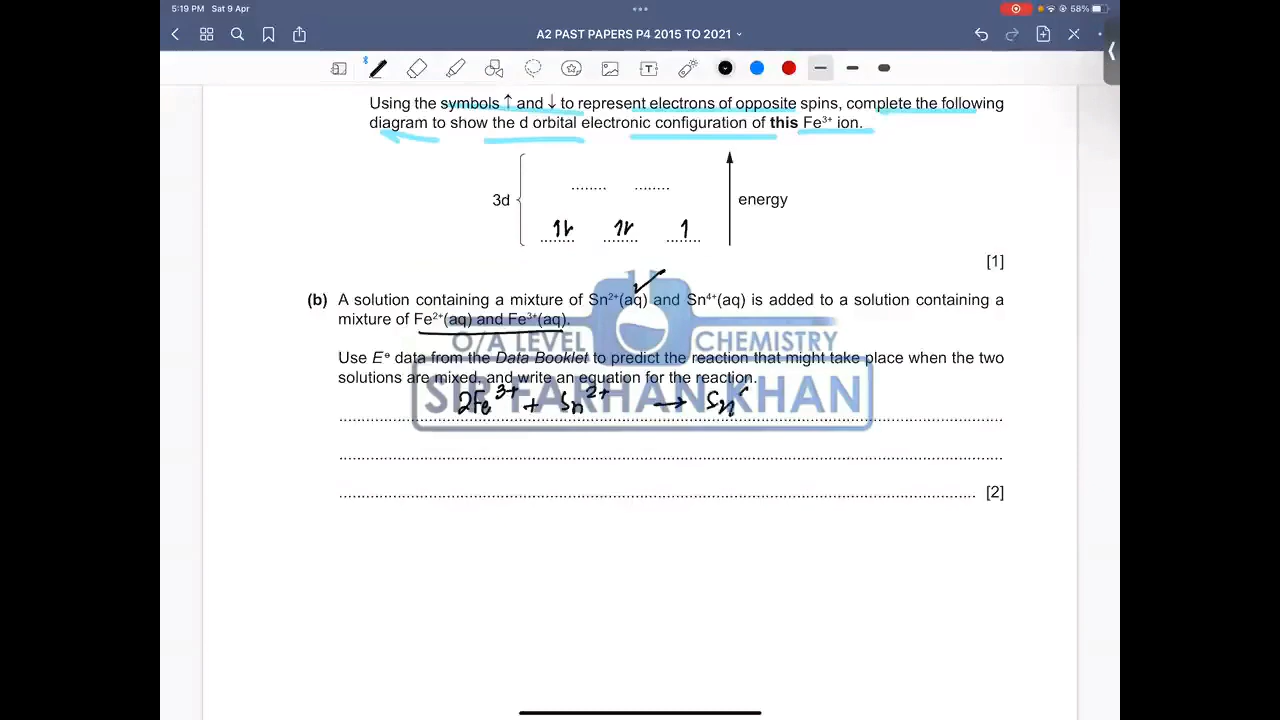 5:19 PM Sat 9 Apr
58%
A2 PAST PAPERS P4 2015 TO 2021
Using the symbols ↑ and ↓ to represent electrons of opposite spins, complete the following
diagram to show the d orbital electronic configuration of this Fe³⁺ ion.
3d
energy
1l 1l 1
[1]
(b) A solution containing a mixture of Sn²⁺(aq) and Sn⁴⁺(aq) is added to a solution containing a
mixture of Fe²⁺(aq) and Fe³⁺(aq).
O/A LEVEL CHEMISTRY
Use E⦵ data from the Data Booklet to predict the reaction that might take place when the two
solutions are mixed, and write an equation for the reaction.
SIR FARHAN KHAN
2Fe³⁺ + Sn²⁺ → Sn
[2]